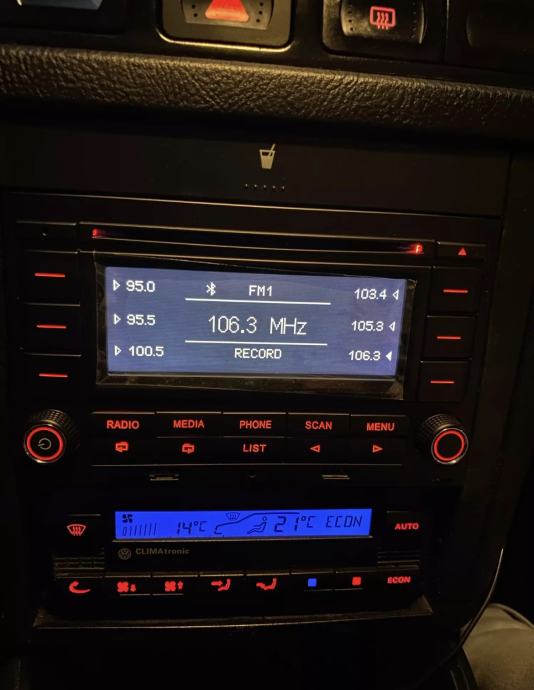 95.0 FM1 103.4
95.5 106.3 MHz 105.3
100.5 RECORD 106.3
RADIO MEDIA PHONE SCAN MENU
LIST
14°C 21°C ECON AUTO
CLIMAtronic
ECON